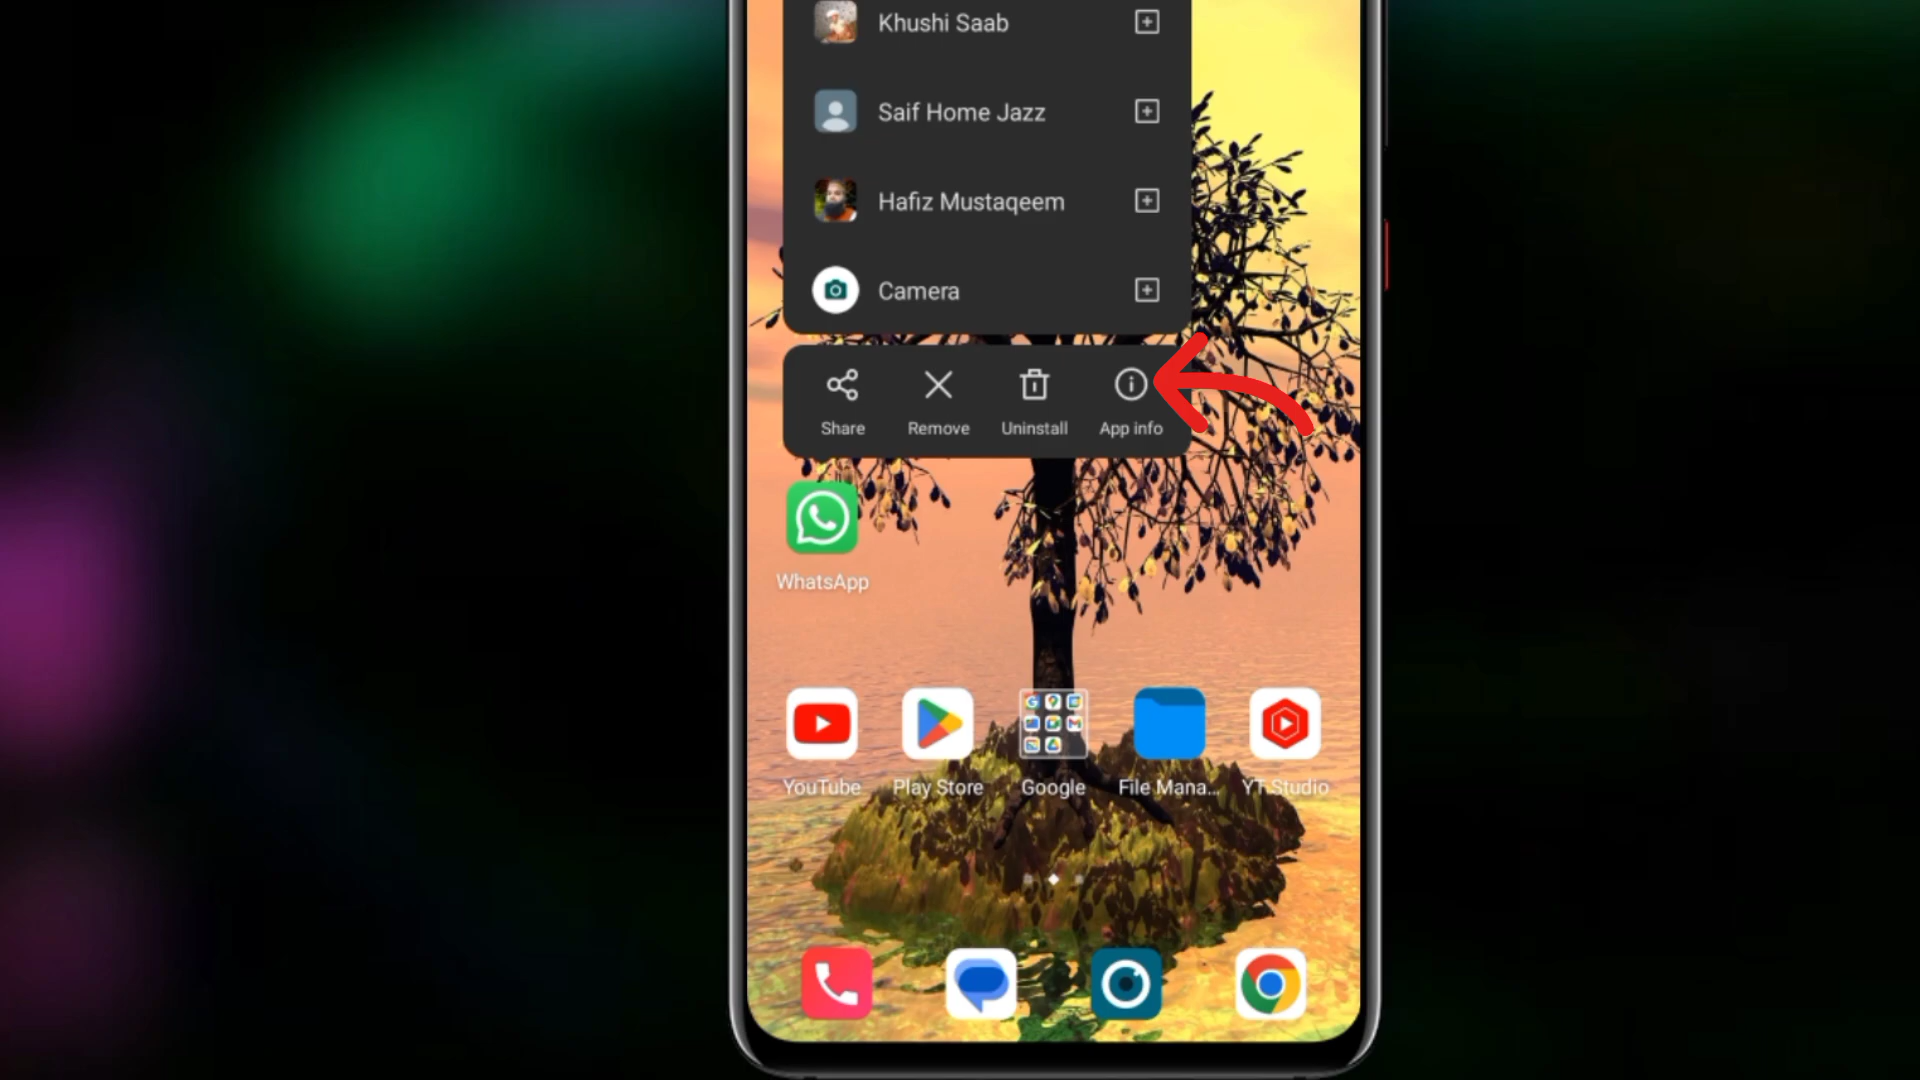 Khushi Saab
Saif Home Jazz
Hafiz Mustaqeem
Camera
Share Remove Uninstall App info
WhatsApp
YouTube Play Store Google File Mana... YT Studio